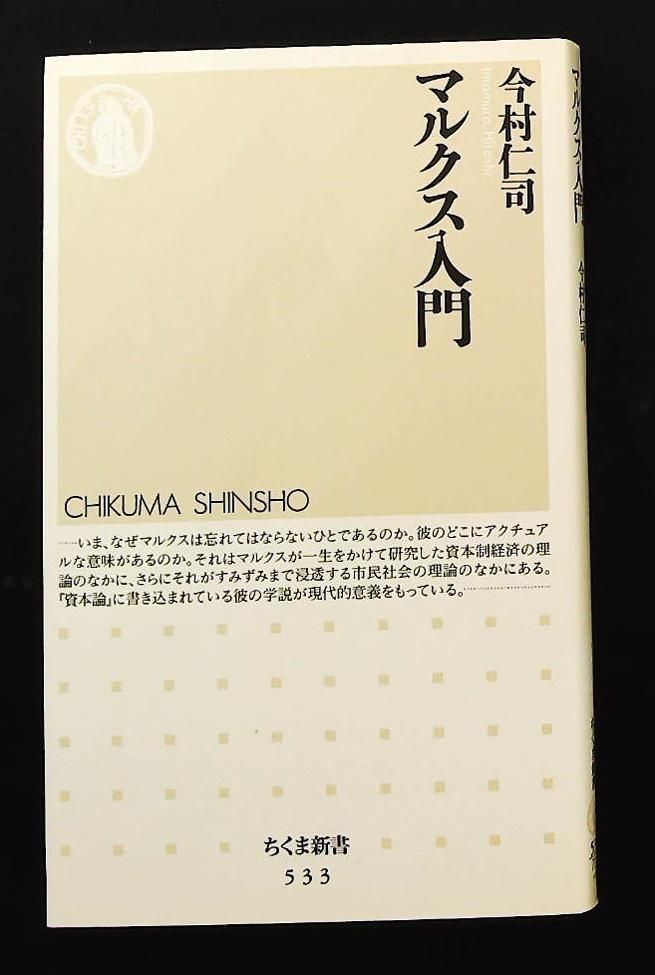 今村仁司
Imamura Hitoshi
マルクス入門
CHIKUMA SHINSHO
……いま、なぜマルクスは忘れてはならないひとであるのか。彼のどこにアクチュア
ルな意味があるのか。それはマルクスが一生をかけて研究した資本制経済の理
論のなかに、さらにそれがすみずみまで浸透する市民社会の理論のなかにある。
『資本論』に書き込まれている彼の学説が現代的意義をもっている。…………
ちくま新書
533
マルクス入門
今村仁司